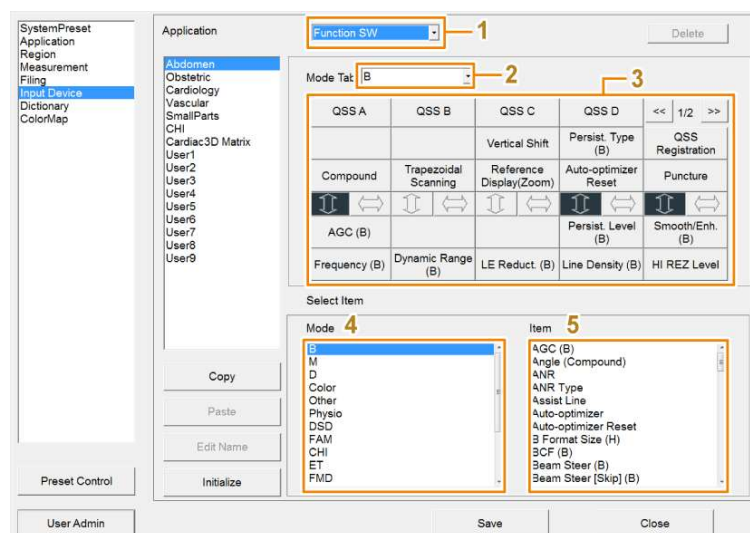 SystemPreset
Application
Region
Measurement
Filing
Input Device
Dictionary
ColorMap
Preset Control
User Admin
Application
Abdomen
Obstetric
Cardiology
Vascular
SmallParts
CHI
Cardiac3D Matrix
User1
User2
User3
User4
User5
User6
User7
User8
User9
Copy
Paste
Edit Name
Initialize
Function SW
1
Delete
Mode Tab B
2
3
QSS A QSS B QSS C QSS D << 1/2 >>
Vertical Shift Persist. Type (B) QSS Registration
Compound Trapezoidal Scanning Reference Display(Zoom) Auto-optimizer Reset Puncture
AGC (B) Persist. Level (B) Smooth/Enh. (B)
Frequency (B) Dynamic Range (B) LE Reduct. (B) Line Density (B) HI REZ Level
Select Item
Mode 4
B
M
D
Color
Other
Physio
DSD
FAM
CHI
ET
FMD
Item 5
AGC (B)
Angle (Compound)
ANR
ANR Type
Assist Line
Auto-optimizer
Auto-optimizer Reset
B Format Size (H)
BCF (B)
Beam Steer (B)
Beam Steer [Skip] (B)
Save
Close